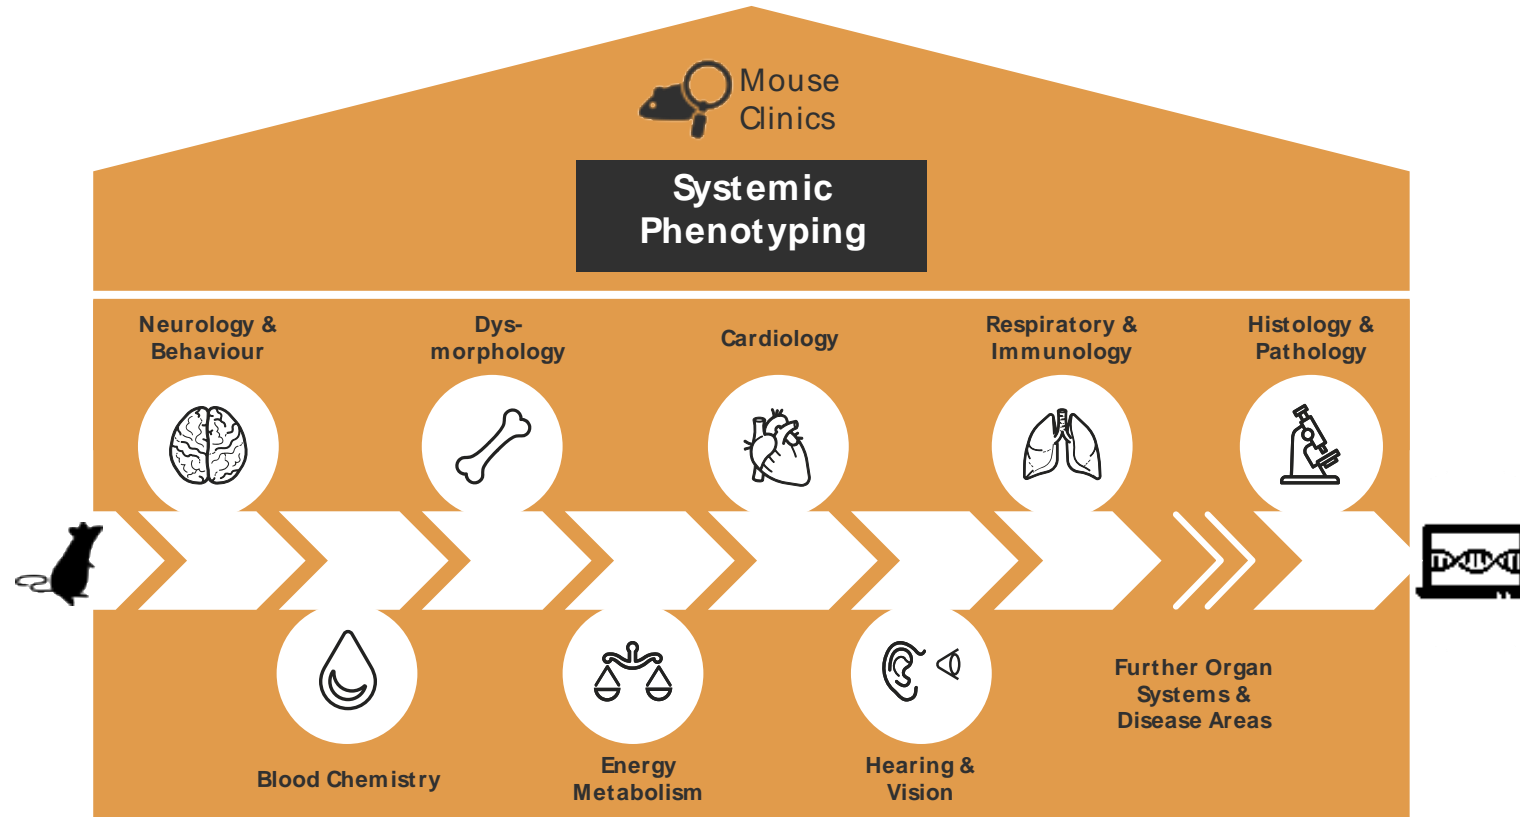 Mouse
Clinics
Systemic
Phenotyping
Neurology &
Behaviour
Dys-
morphology
Cardiology
Respiratory &
Immunology
Histology &
Pathology
Blood Chemistry
Energy
Metabolism
Hearing &
Vision
Further Organ
Systems &
Disease Areas